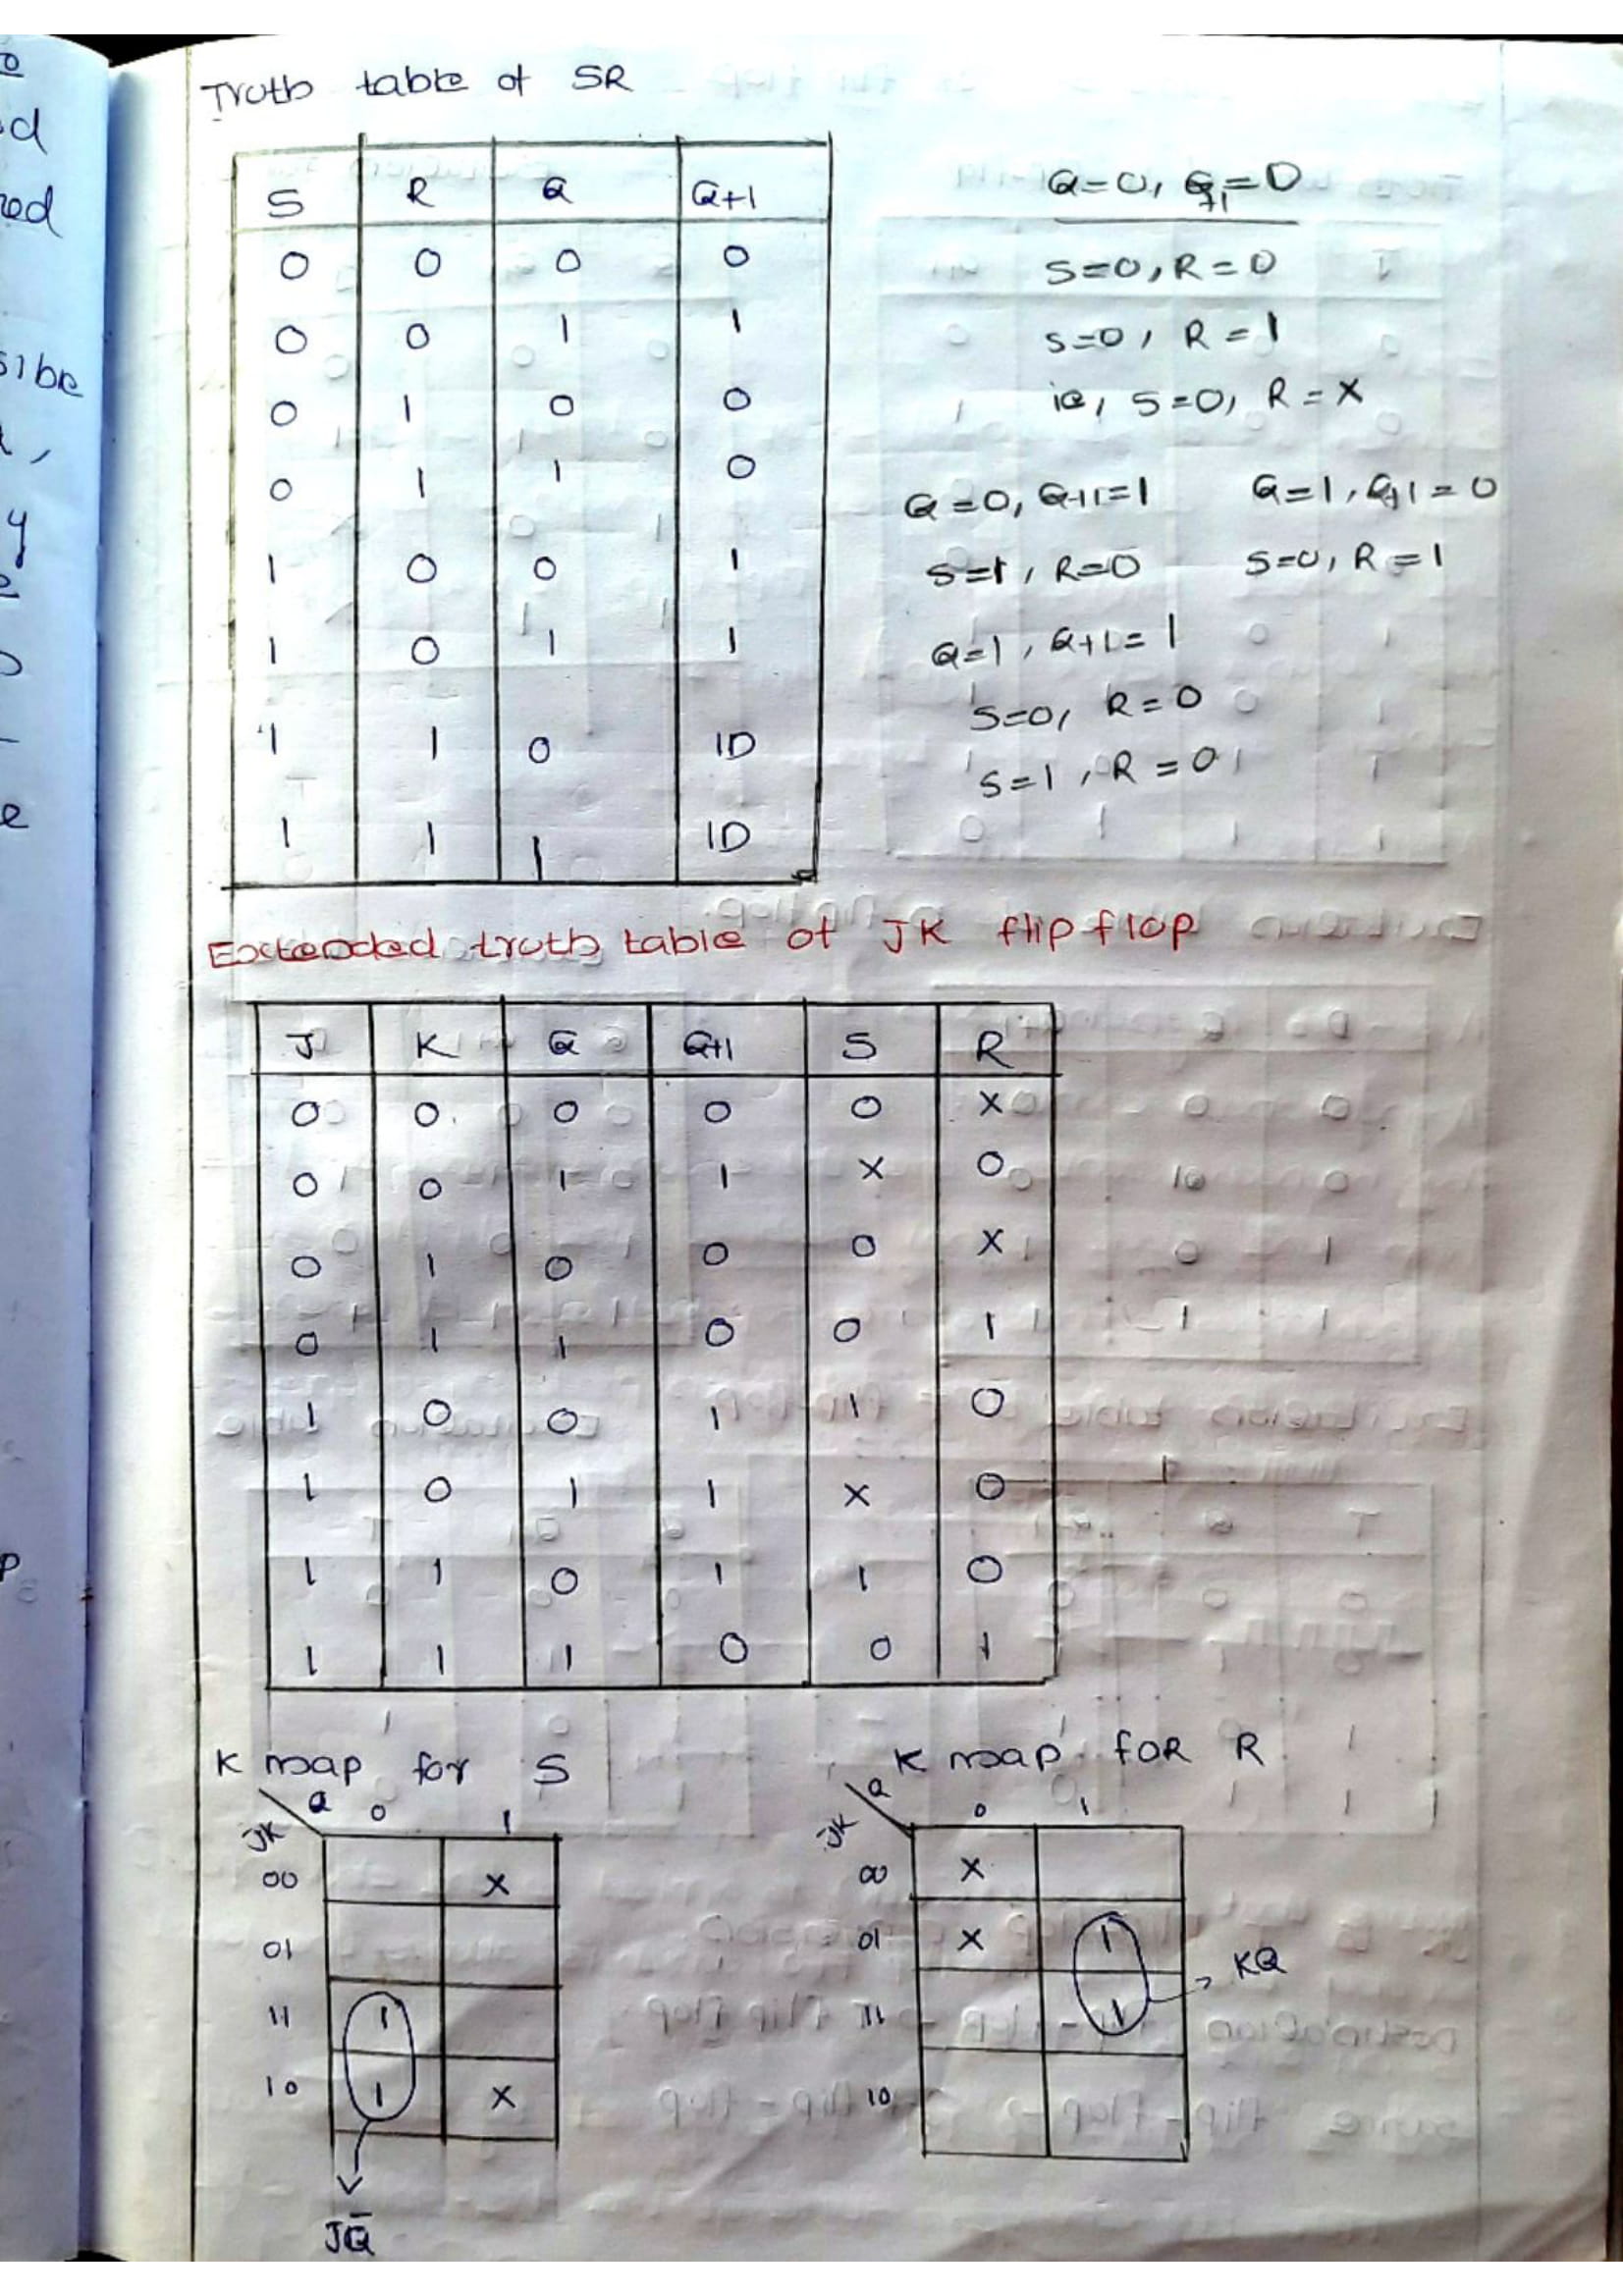 Truth table of SR
S R Q Q+1
0 0 0 0
0 0 1 1
0 1 0 0
0 1 1 0
1 0 0 1
1 0 1 1
1 1 0 ID
1 1 1 ID
Q=0, Q+1=0
S=0, R=0
S=0, R=1
ie, S=0, R=X
Q=0, Q+1=1 Q=1, Q+1=0
S=1, R=0 S=0, R=1
Q=1, Q+1=1
S=0, R=0
S=1, R=0
Extended truth table of JK flip flop
J K Q Q+1 S R
0 0 0 0 0 X
0 0 1 1 X 0
0 1 0 0 0 X
0 1 1 0 0 1
1 0 0 1 1 0
1 0 1 1 X 0
1 1 0 1 1 0
1 1 1 0 0 1
K map for S
Q 0 1
JK
00 X
01
11 1
10 1 X
JQ̅
K map foR R
Q 0 1
JK
00 X
01 X 1
KQ
11 1
10
ed
y
e